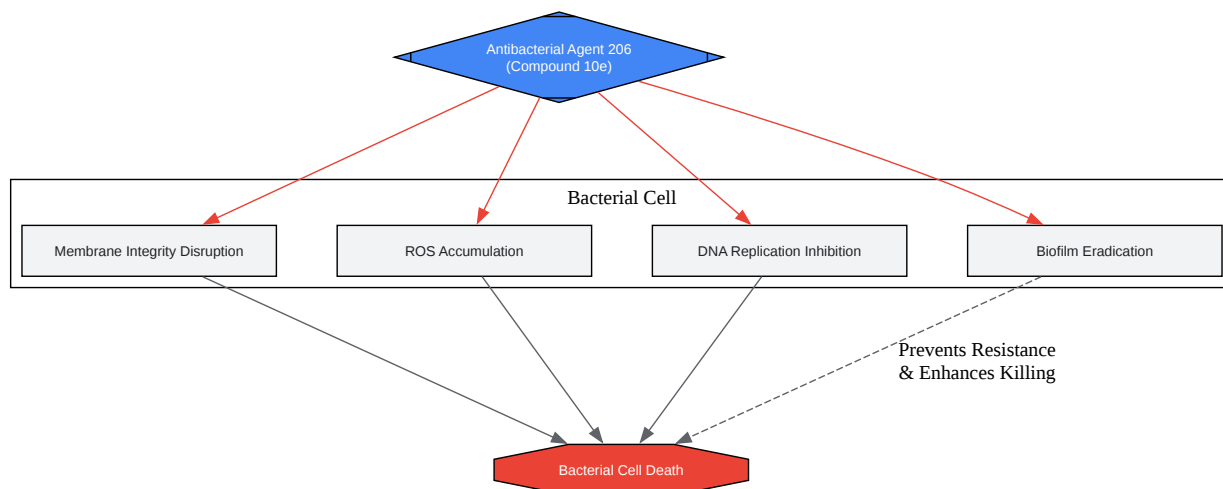 Antibacterial Agent 206
(Compound 10e)
Bacterial Cell
Membrane Integrity Disruption
ROS Accumulation
DNA Replication Inhibition
Biofilm Eradication
Prevents Resistance
& Enhances Killing
Bacterial Cell Death